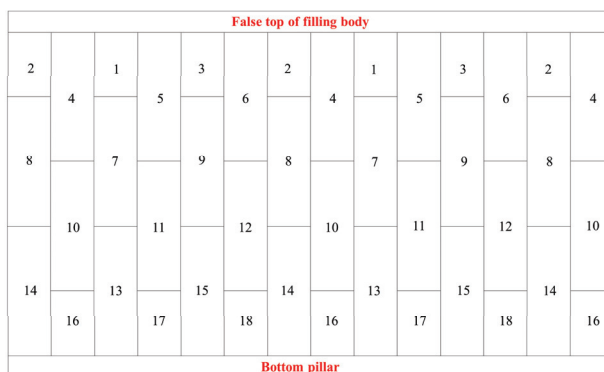 False top of filling body
2 1 3 2 1 3 2
4 5 6 4 5 6 4
8 7 9 8 7 9 8
10 11 12 10 11 12 10
14 13 15 14 13 15 14
16 17 18 16 17 18 16
Bottom pillar